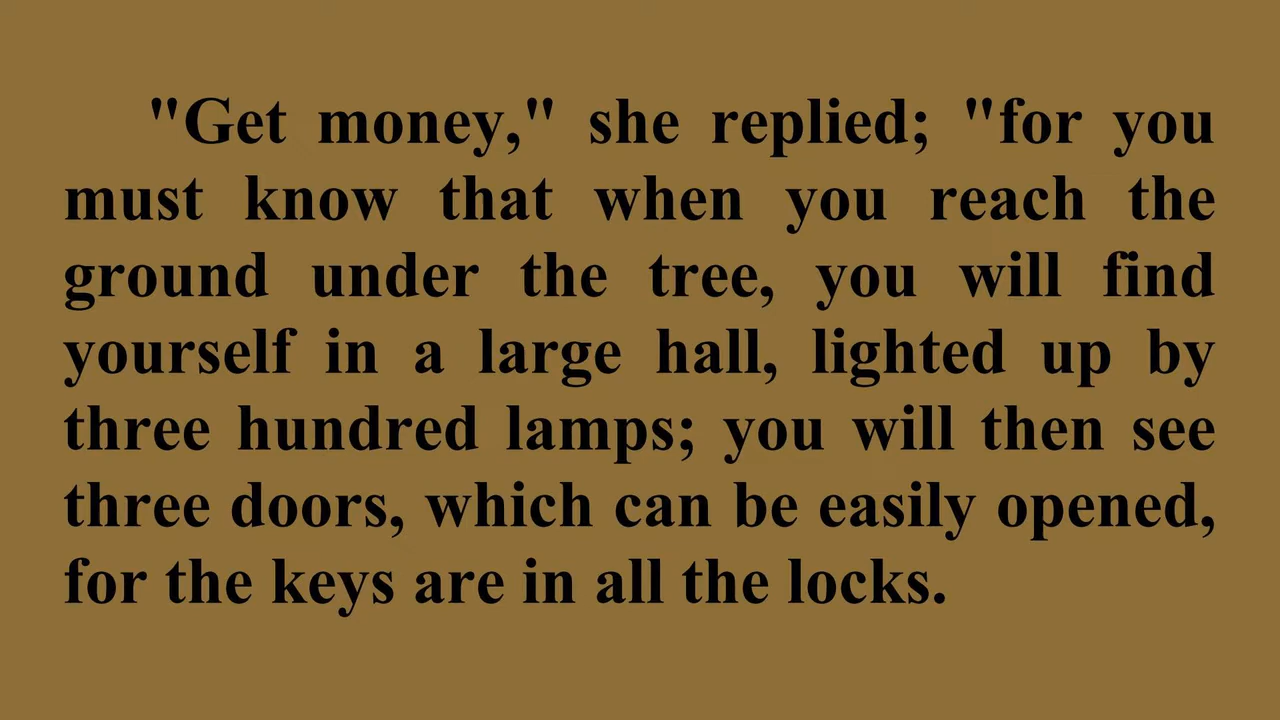 "Get money," she replied; "for you
must know that when you reach the
ground under the tree, you will find
yourself in a large hall, lighted up by
three hundred lamps; you will then see
three doors, which can be easily opened,
for the keys are in all the locks.